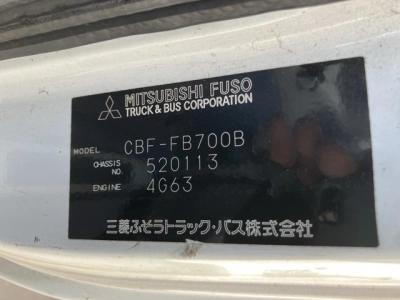 MITSUBISHI FUSO
TRUCK & BUS CORPORATION
MODEL CBF-FB700B
CHASSIS NO. 520113
ENGINE 4G63
三菱ふそうトラック・バス株式会社